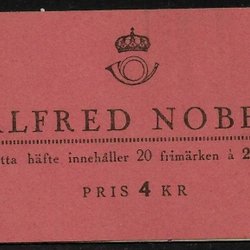 ALFRED NOBE
tta häfte innehåller 20 frimärken à 2
PRIS 4 KR